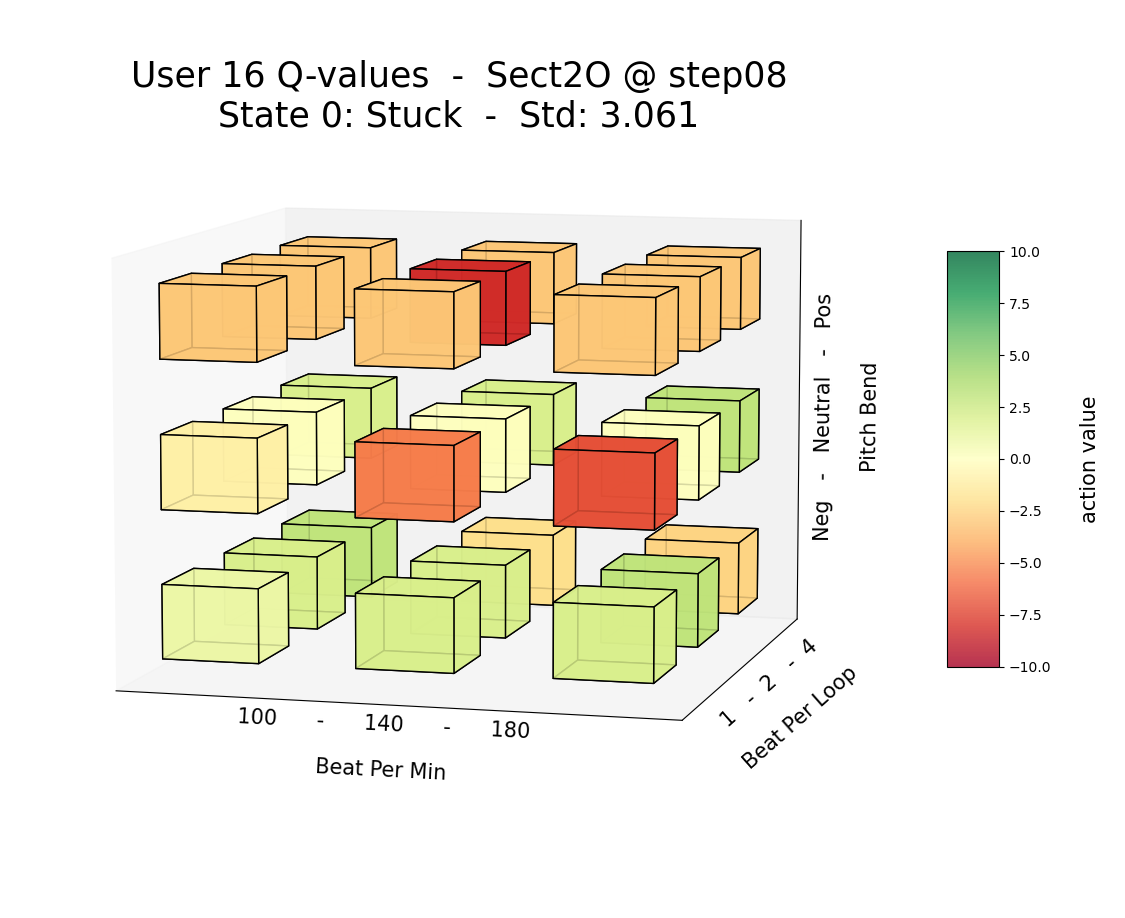 User 16 Q-values  -  Sect2O @ step08
State 0: Stuck  -  Std: 3.061
Neg   -   Neutral   -   Pos
Pitch Bend
1  -  2  -  4
Beat Per Loop
100   -   140   -   180
Beat Per Min
10.0
7.5
5.0
2.5
0.0
−2.5
−5.0
−7.5
−10.0
action value